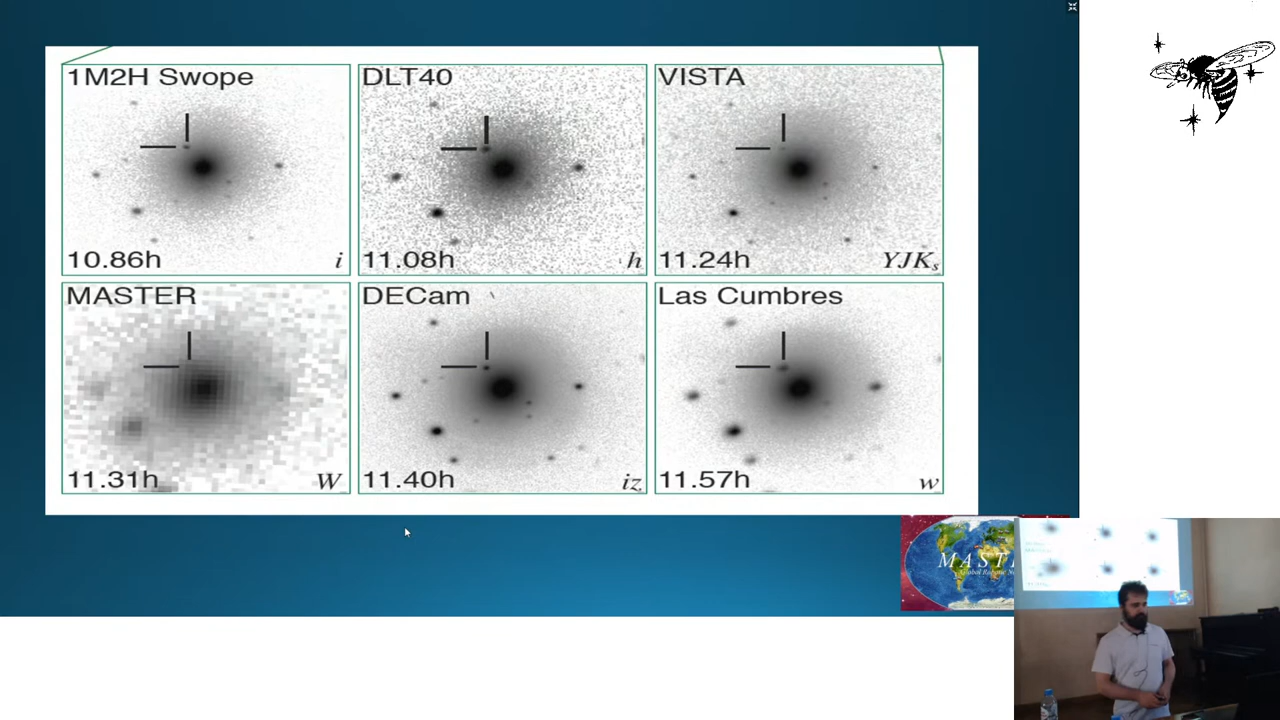 1M2H Swope
DLT40
VISTA
10.86h
i
11.08h
h
11.24h
YJKs
MASTER
DECam
Las Cumbres
11.31h
W
11.40h
iz
11.57h
w
MAST